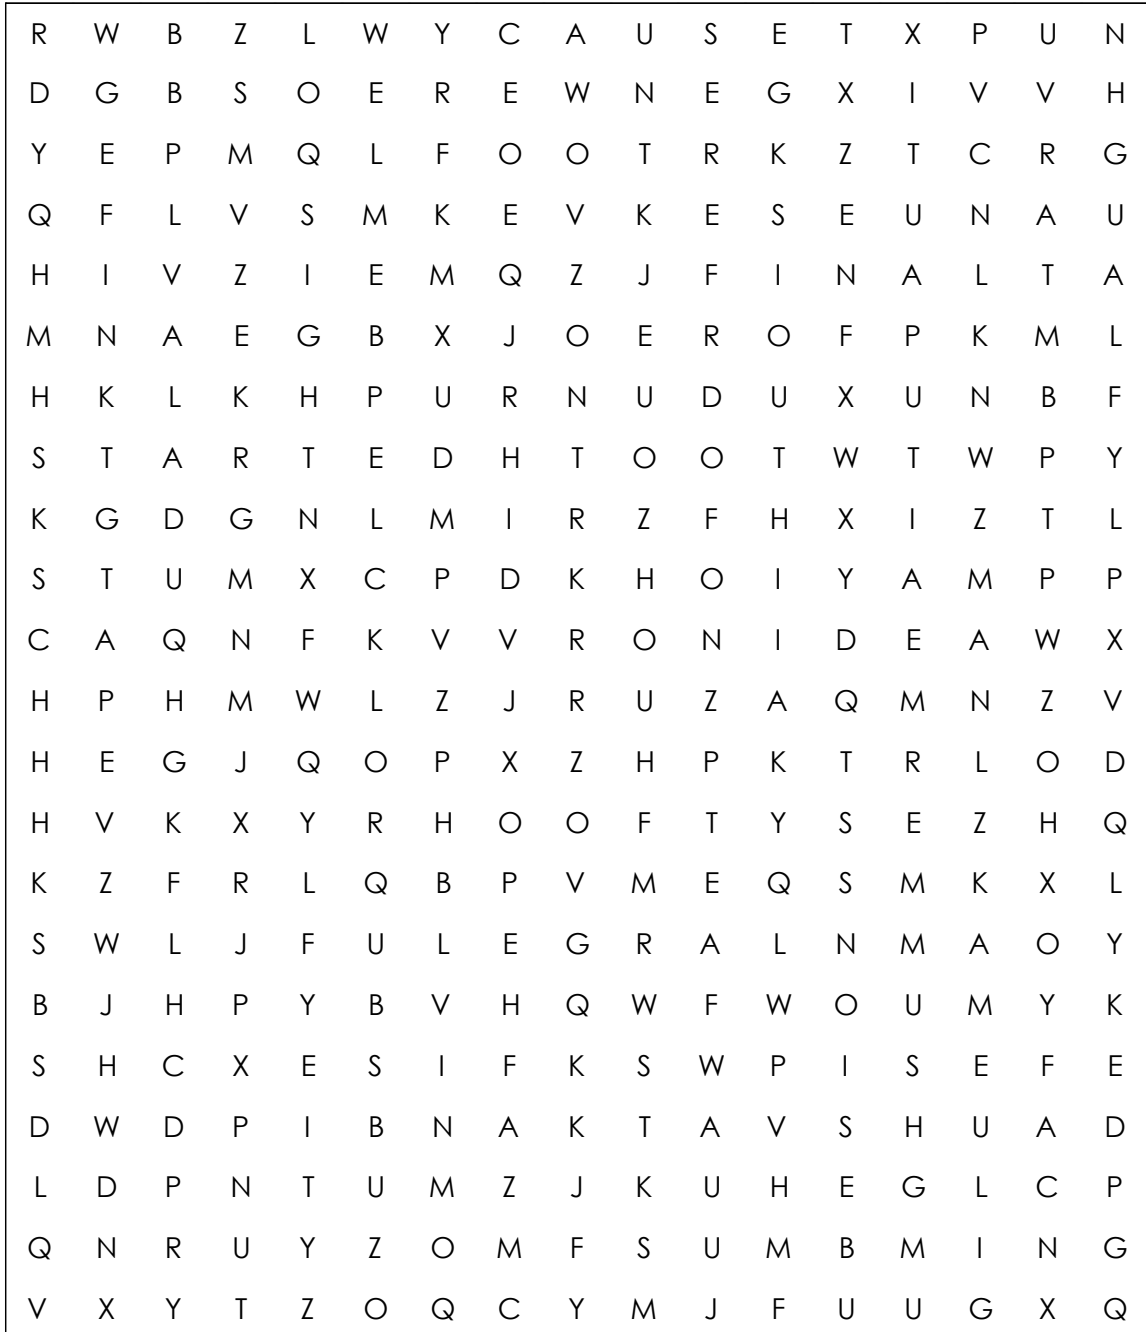 R W B Z L W Y C A U S E T X P U N
D G B S O E R E W N E G X I V V H
Y E P M Q L F O O T R K Z T C R G
Q F L V S M K E V K E S E U N A U
H I V Z I E M Q Z J F I N A L T A
M N A E G B X J O E R O F P K M L
H K L K H P U R N U D U X U N B F
S T A R T E D H T O O T W T W P Y
K G D G N L M I R Z F H X I Z T L
S T U M X C P D K H O I Y A M P P
C A Q N F K V V R O N I D E A W X
H P H M W L Z J R U Z A Q M N Z V
H E G J Q O P X Z H P K T R L O D
H V K X Y R H O O F T Y S E Z H Q
K Z F R L Q B P V M E Q S M K X L
S W L J F U L E G R A L N M A O Y
B J H P Y B V H Q W F W O U M Y K
S H C X E S I F K S W P I S E F E
D W D P I B N A K T A V S H U A D
L D P N T U M Z J K U H E G L C P
Q N R U Y Z O M F S U M B M I N G
V X Y T Z O Q C Y M J F U U G X Q